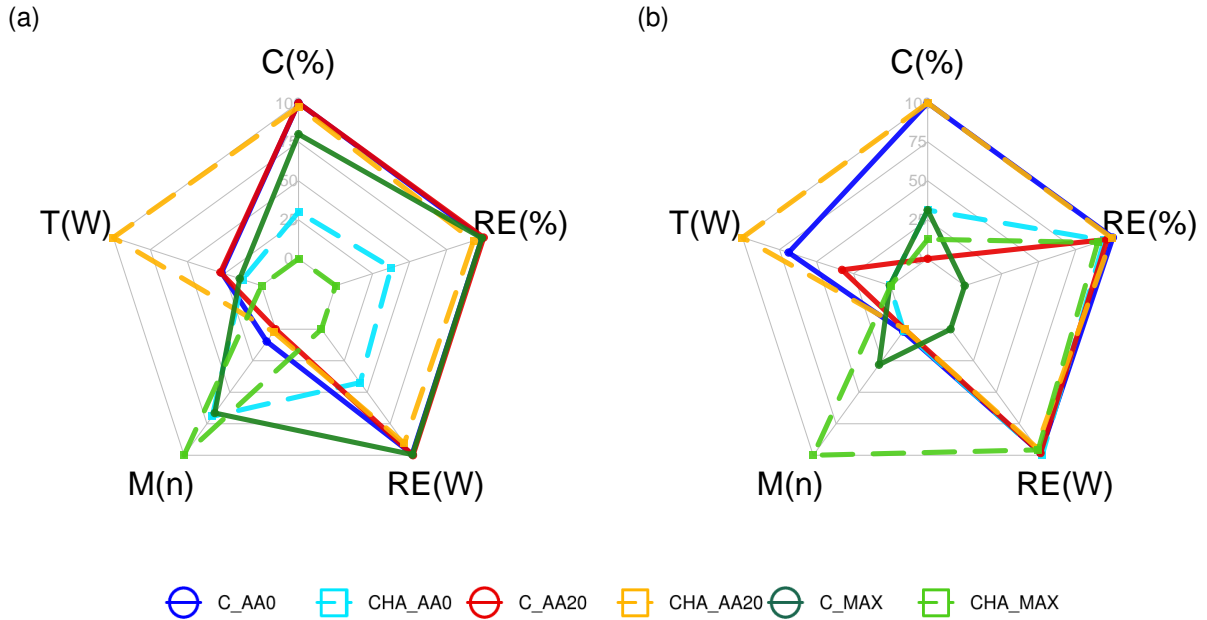 (a)
(b)
C(%)
C(%)
100
75
50
25
0
100
75
50
25
0
T(W)
RE(%)
T(W)
RE(%)
M(n)
RE(W)
M(n)
RE(W)
C_AA0
CHA_AA0
C_AA20
CHA_AA20
C_MAX
CHA_MAX